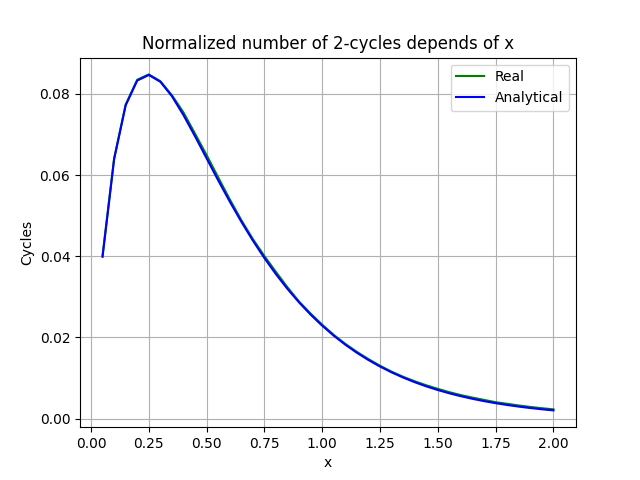 Normalized number of 2-cycles depends of x
Real
Analytical
0.08
0.06
0.04
0.02
0.00
Cycles
0.00 0.25 0.50 0.75 1.00 1.25 1.50 1.75 2.00
x